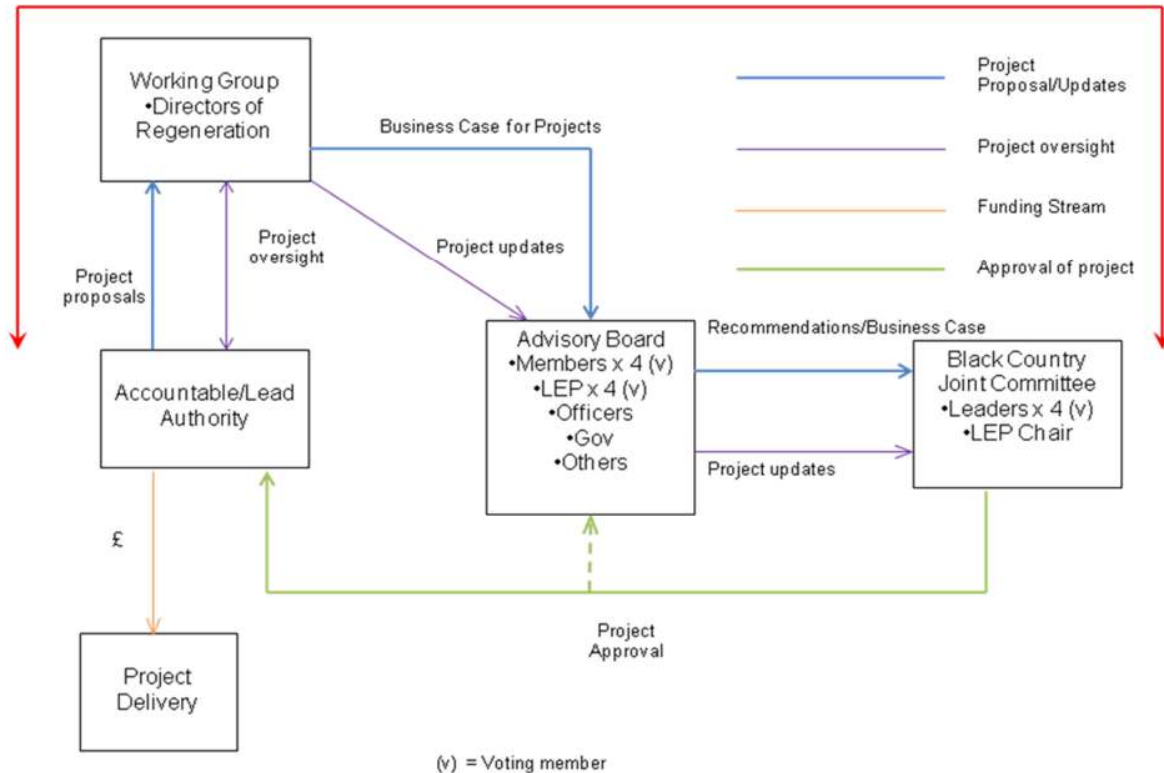 Working Group
•Directors of
Regeneration
Business Case for Projects
Project
Proposal/Updates
Project oversight
Funding Stream
Approval of project
Project
proposals
Project
oversight
Project updates
Accountable/Lead
Authority
Advisory Board
•Members x 4 (v)
•LEP x 4 (v)
•Officers
•Gov
•Others
Recommendations/Business Case
Project updates
Black Country
Joint Committee
•Leaders x 4 (v)
•LEP Chair
£
Project
Approval
Project
Delivery
(v) = Voting member